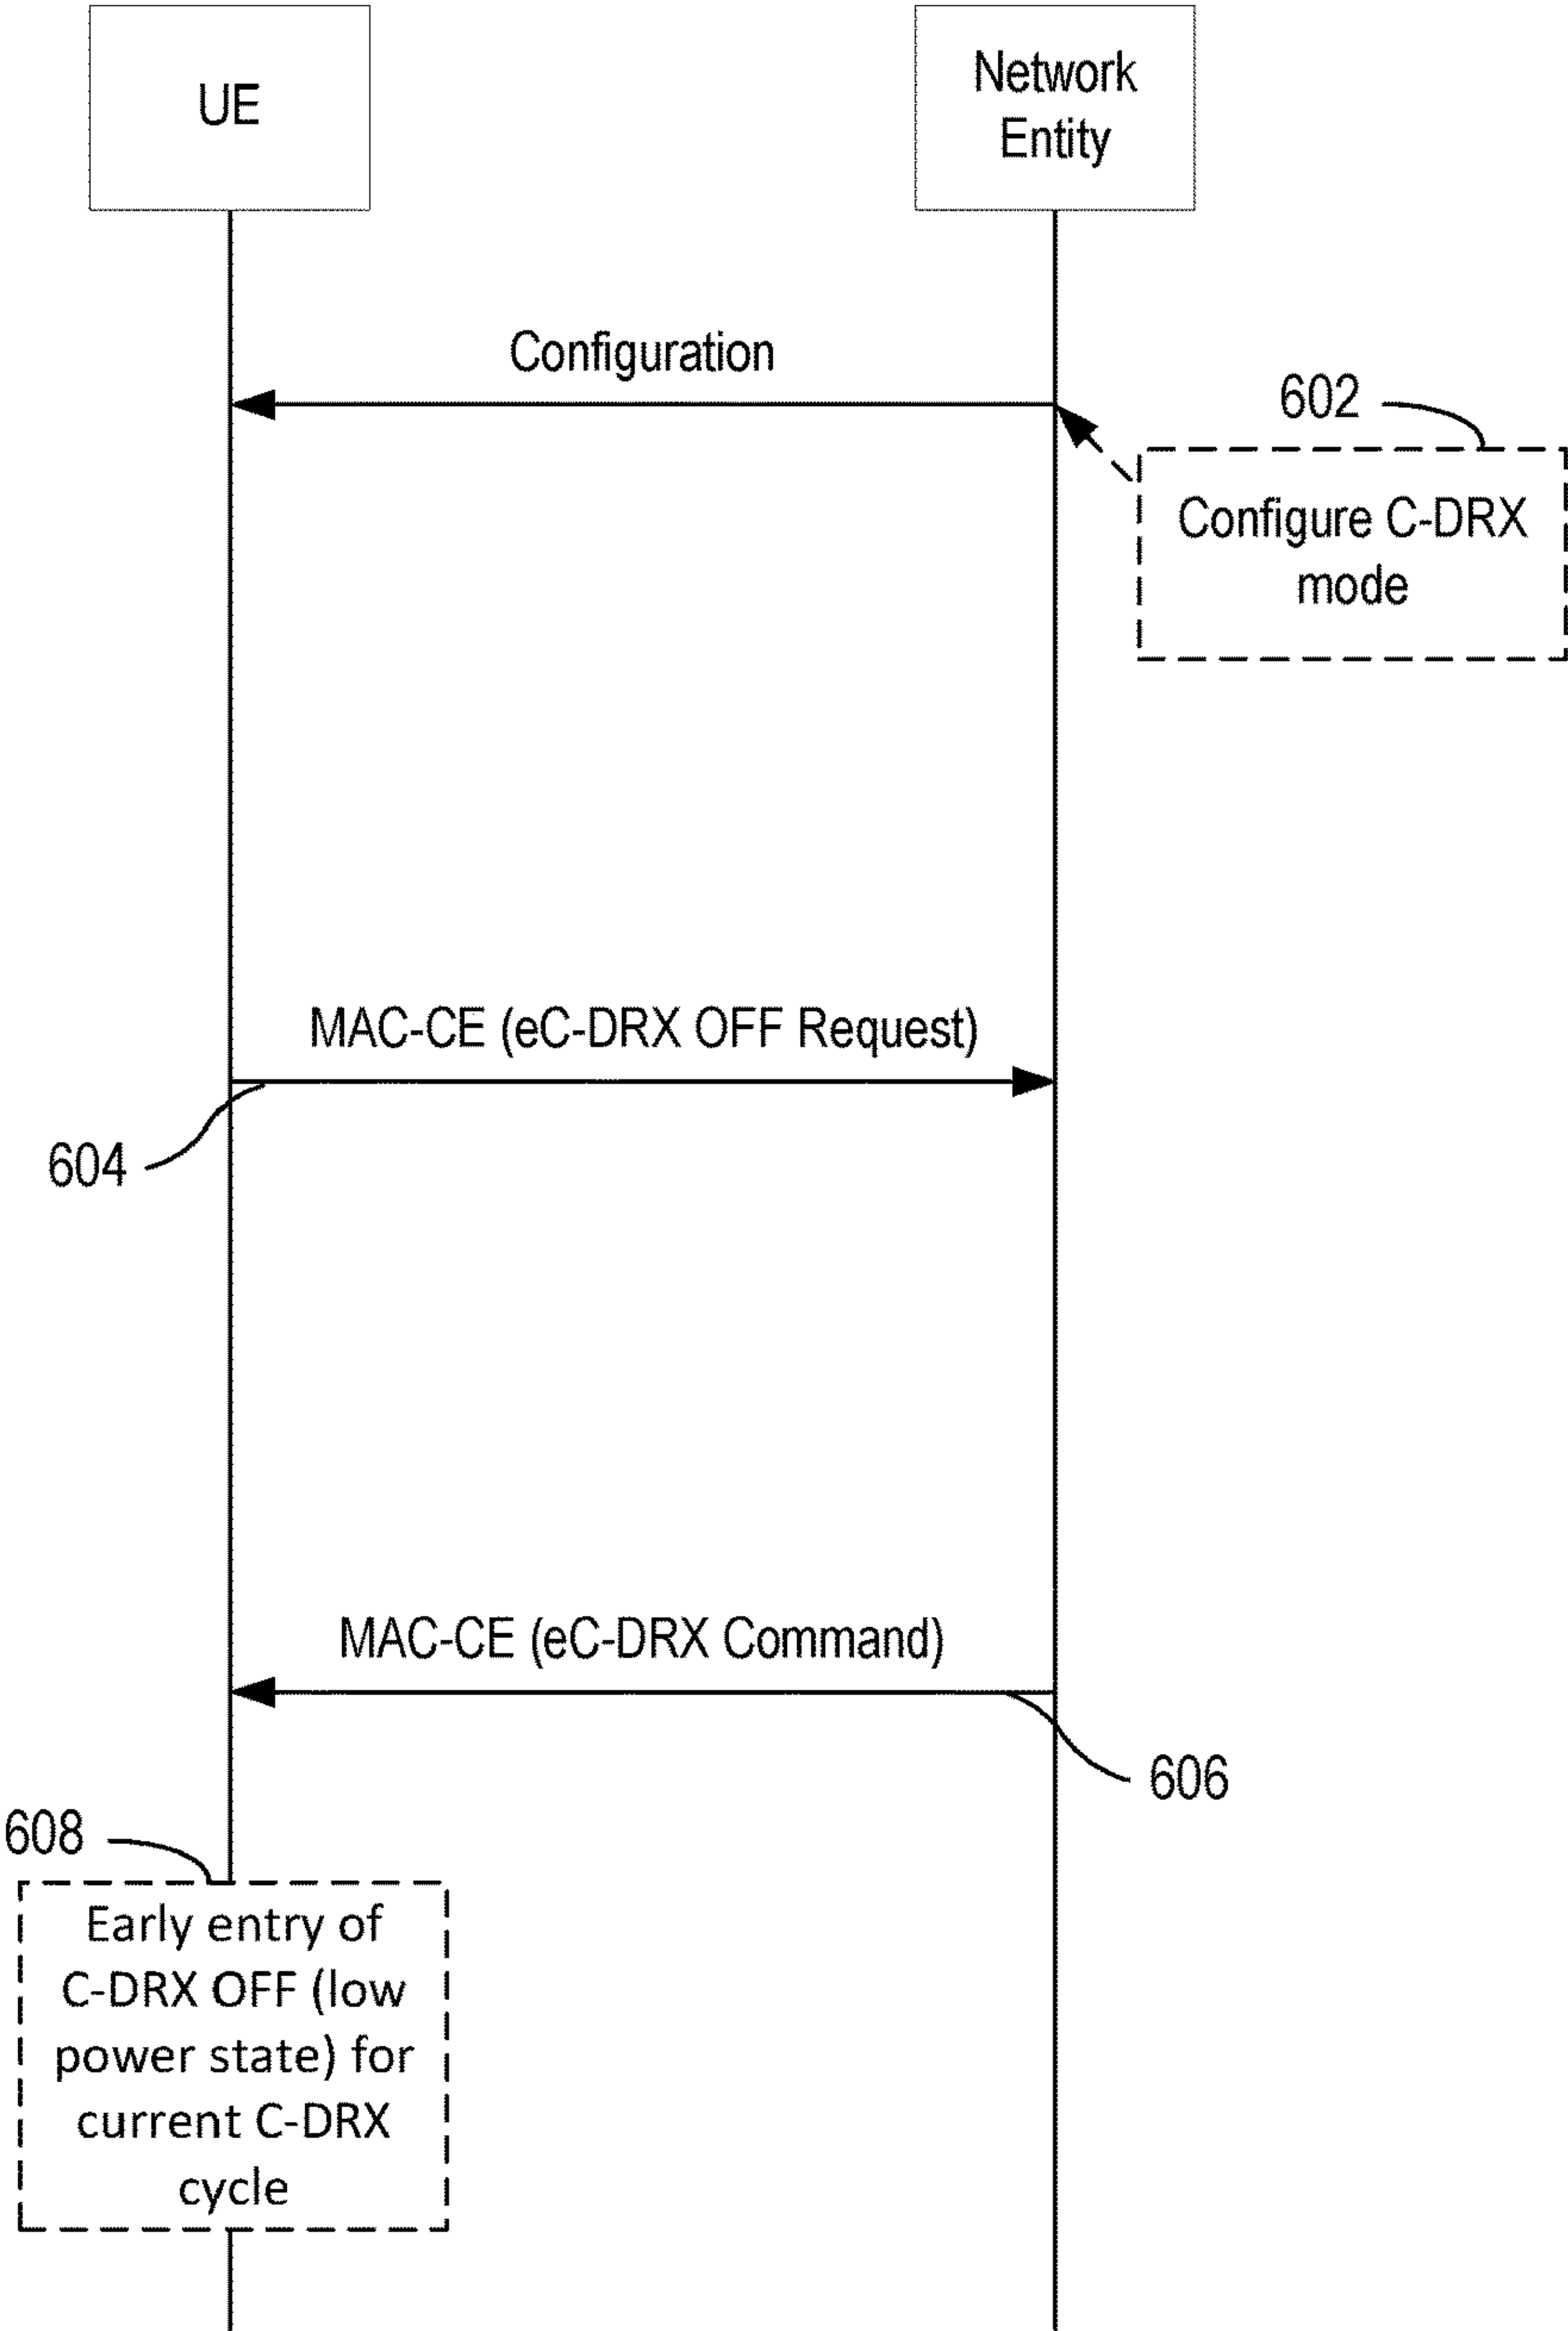 UE
Network
Entity
Configuration
602
Configure C-DRX
mode
MAC-CE (eC-DRX OFF Request)
604
MAC-CE (eC-DRX Command)
606
608
Early entry of
C-DRX OFF (low
power state) for
current C-DRX
cycle